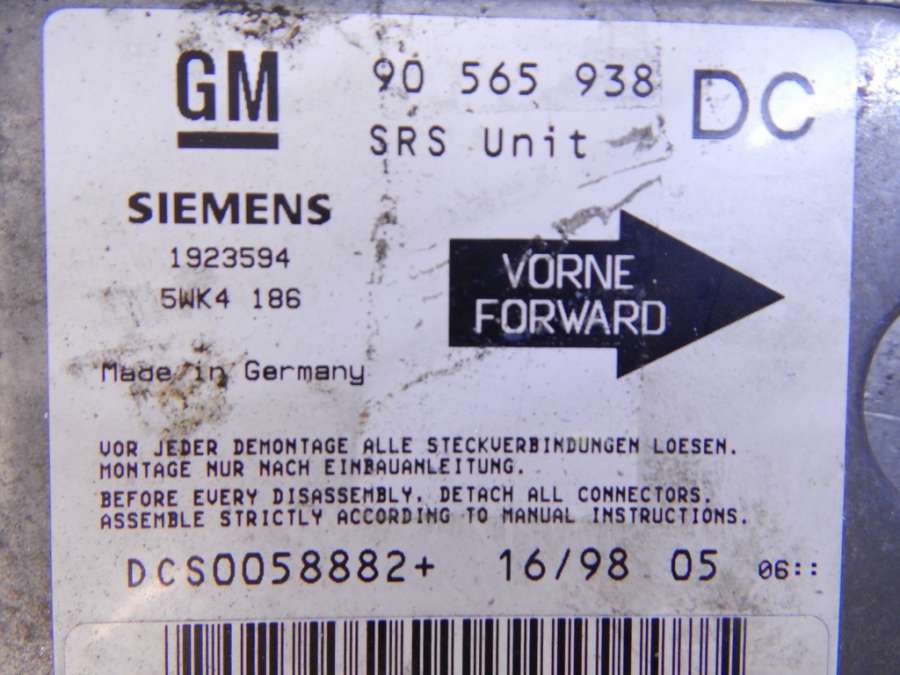 GM 90 565 938 DC
SRS Unit
SIEMENS
1923594
5WK4 186
VORNE
FORWARD
Made in Germany
VOR JEDER DEMONTAGE ALLE STECKVERBINDUNGEN LOESEN.
MONTAGE NUR NACH EINBAUANLEITUNG.
BEFORE EVERY DISASSEMBLY, DETACH ALL CONNECTORS.
ASSEMBLE STRICTLY ACCORDING TO MANUAL INSTRUCTIONS.
DCS0058882+ 16/98 05 06::